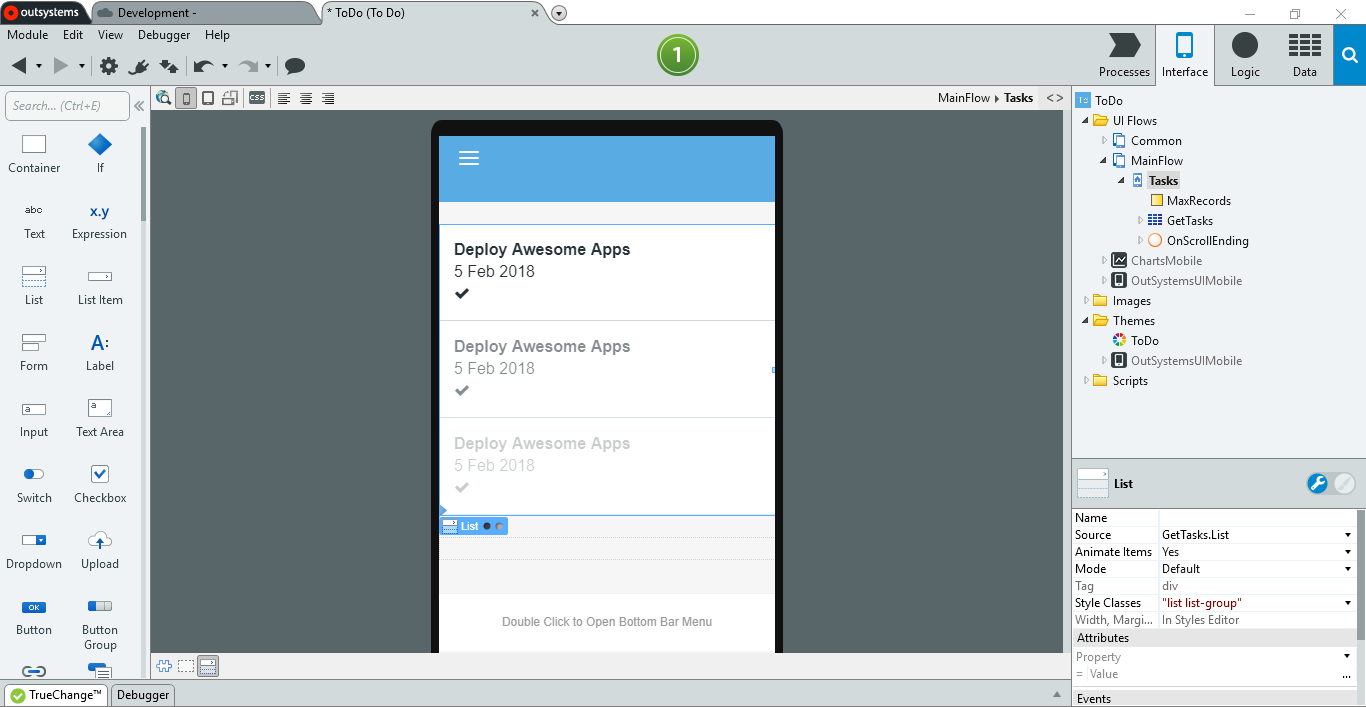 outsystems
Development -
* ToDo (To Do)
Module Edit View Debugger Help
1
Processes
Interface
Logic
Data
Search... (Ctrl+E)
CSS
MainFlow Tasks
Container
If
abc
Text
x.y
Expression
List
List Item
Form
A:
Label
a
Input
a
Text Area
Switch
Checkbox
Dropdown
Upload
OK
Button
Button
Group
Deploy Awesome Apps
5 Feb 2018
Deploy Awesome Apps
5 Feb 2018
Deploy Awesome Apps
5 Feb 2018
List
Double Click to Open Bottom Bar Menu
To ToDo
UI Flows
Common
MainFlow
Tasks
MaxRecords
GetTasks
OnScrollEnding
ChartsMobile
OutSystemsUIMobile
Images
Themes
ToDo
OutSystemsUIMobile
Scripts
List
Name
Source GetTasks.List
Animate Items Yes
Mode Default
Tag div
Style Classes "list list-group"
Width, Margi... In Styles Editor
Attributes
Property
= Value ...
Events
TrueChange™
Debugger